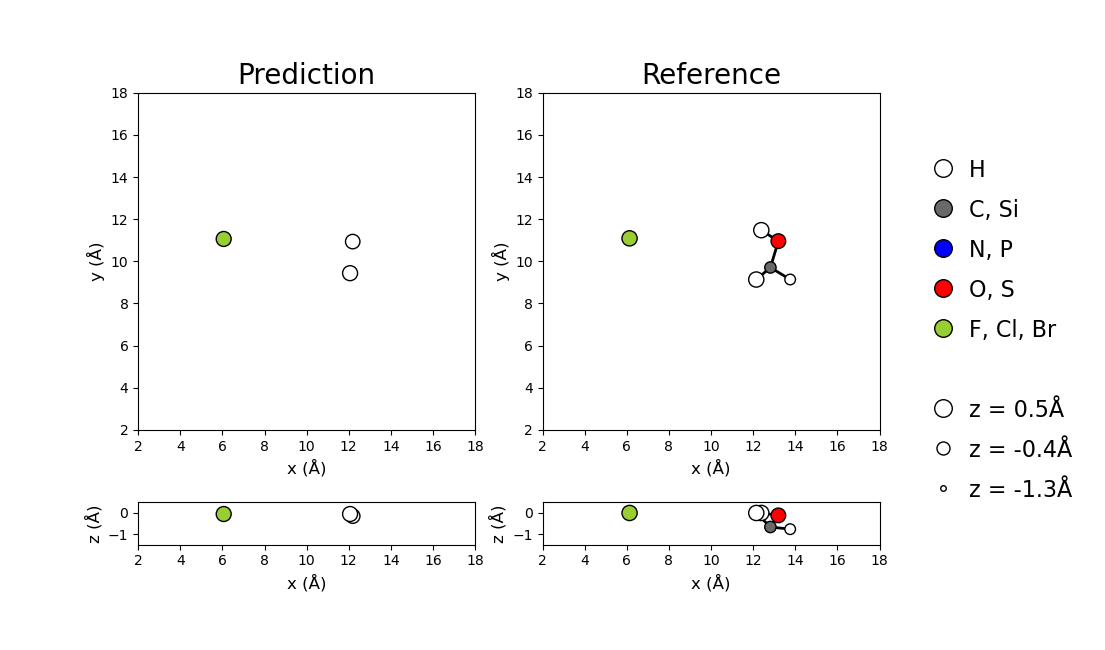 Prediction
Reference
18
16
14
12
10
8
6
4
2
y (Å)
2 4 6 8 10 12 14 16 18
x (Å)
18
16
14
12
10
8
6
4
2
y (Å)
2 4 6 8 10 12 14 16 18
x (Å)
0
−1
z (Å)
2 4 6 8 10 12 14 16 18
x (Å)
0
−1
z (Å)
2 4 6 8 10 12 14 16 18
x (Å)
H
C, Si
N, P
O, S
F, Cl, Br
z = 0.5Å
z = -0.4Å
z = -1.3Å